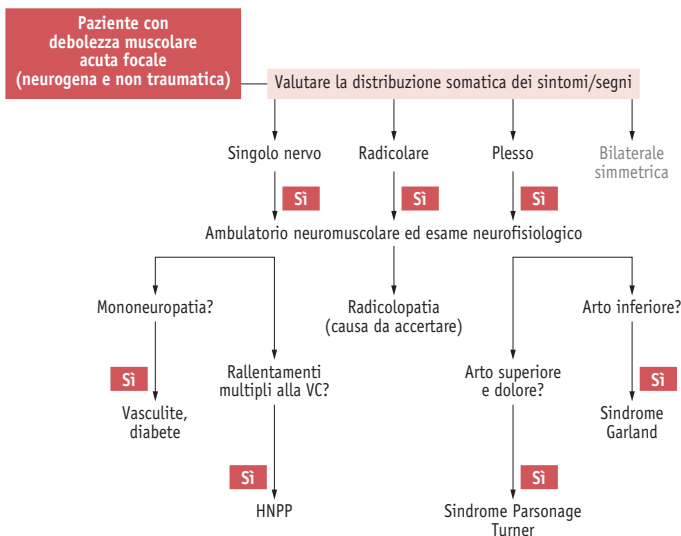 Paziente con
debolezza muscolare
acuta focale
(neurogena e non traumatica)
Valutare la distribuzione somatica dei sintomi/segni
Singolo nervo
Radicolare
Plesso
Bilaterale
simmetrica
Sì
Sì
Sì
Ambulatorio neuromuscolare ed esame neurofisiologico
Mononeuropatia?
Radicolopatia
(causa da accertare)
Arto inferiore?
Rallentamenti
multipli alla VC?
Arto superiore
e dolore?
Sì
Sì
Vasculite,
diabete
Sindrome
Garland
Sì
Sì
HNPP
Sindrome Parsonage
Turner